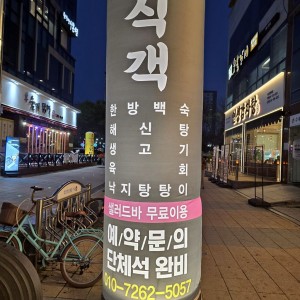 식객
한방백숙
해신탕
생고기
육회
낙지탕탕이
샐러드바 무료이용
예/약/문/의
단체석 완비
010-7262-5057